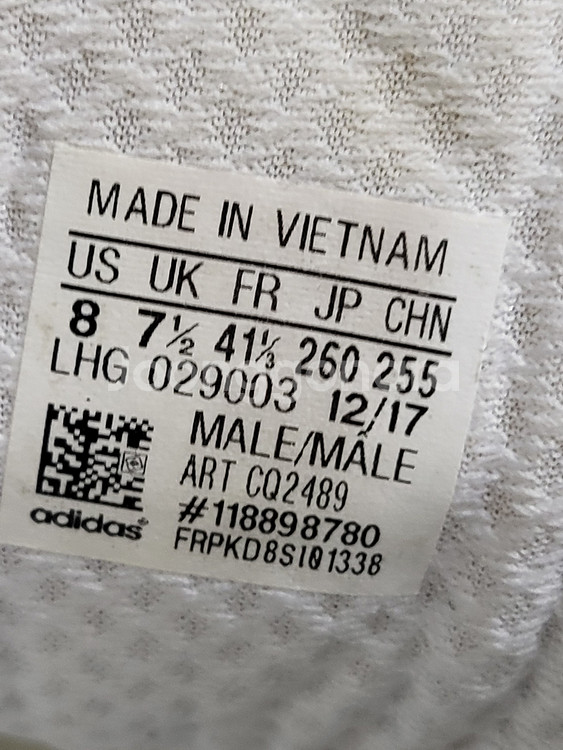 MADE IN VIETNAM
US UK FR JP CHN
8 7½ 41⅓ 260 255
LHG 029003 12/17
MALE/MÂLE
ART CQ2489
#118898780
FRPKD8SI01338
adidas®